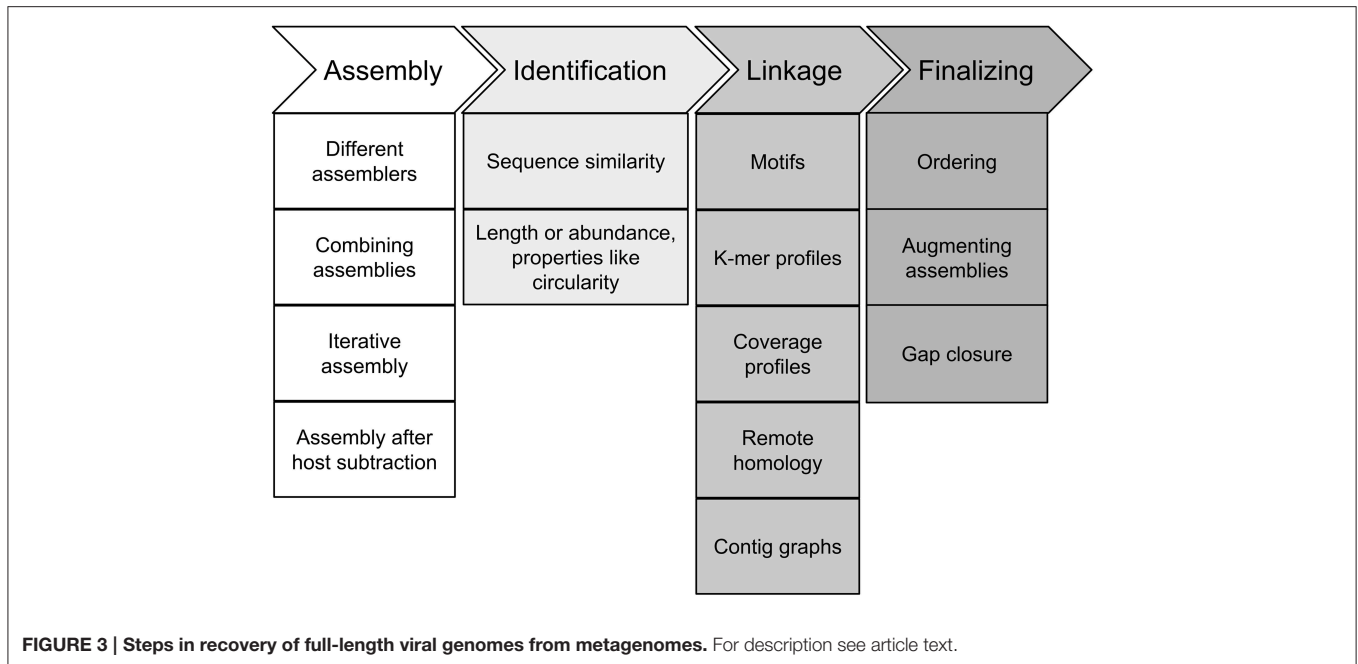 Assembly
Identification
Linkage
Finalizing
Different
assemblers
Combining
assemblies
Iterative
assembly
Assembly after
host subtraction
Sequence similarity
Length or abundance,
properties like
circularity
Motifs
K-mer profiles
Coverage
profiles
Remote
homology
Contig graphs
Ordering
Augmenting
assemblies
Gap closure
FIGURE 3 | Steps in recovery of full-length viral genomes from metagenomes. For description see article text.